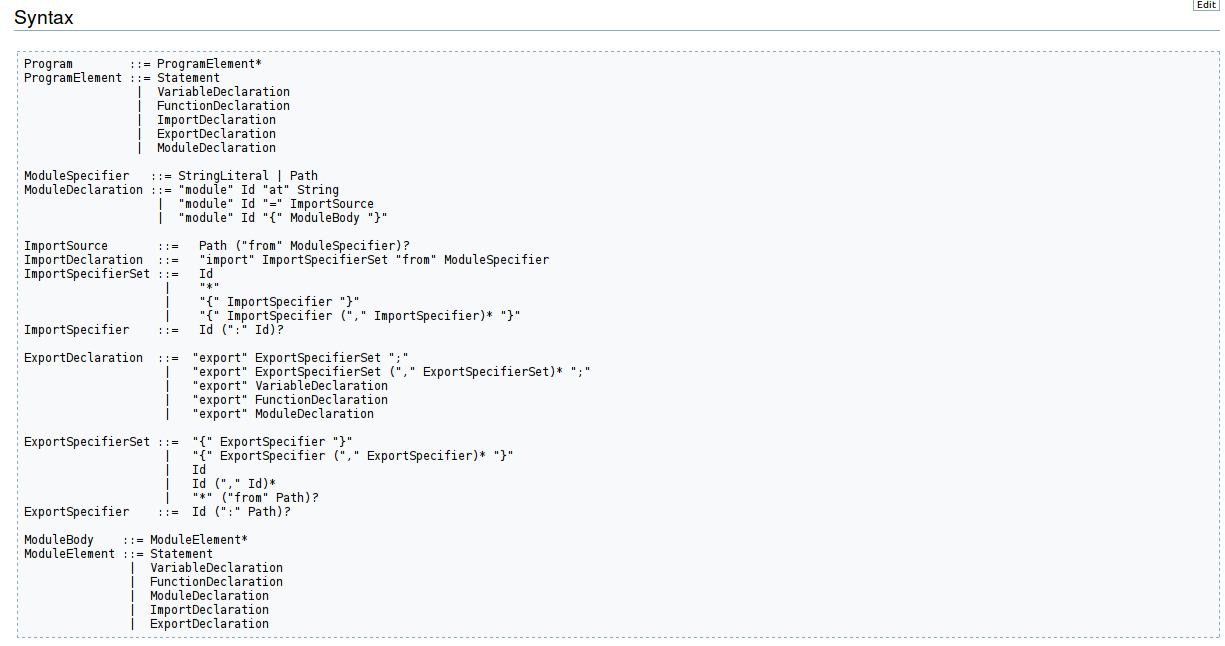 Edit
Syntax
Program        ::= ProgramElement*
ProgramElement ::= Statement
                |  VariableDeclaration
                |  FunctionDeclaration
                |  ImportDeclaration
                |  ExportDeclaration
                |  ModuleDeclaration
ModuleSpecifier   ::= StringLiteral | Path
ModuleDeclaration ::= "module" Id "at" String
                   |  "module" Id "=" ImportSource
                   |  "module" Id "{" ModuleBody "}"
ImportSource       ::=   Path ("from" ModuleSpecifier)?
ImportDeclaration  ::=   "import" ImportSpecifierSet "from" ModuleSpecifier
ImportSpecifierSet ::=   Id
                    |    "*"
                    |    "{" ImportSpecifier "}"
                    |    "{" ImportSpecifier ("," ImportSpecifier)* "}"
ImportSpecifier    ::=   Id (":" Id)?
ExportDeclaration  ::=  "export" ExportSpecifierSet ";"
                    |   "export" ExportSpecifierSet ("," ExportSpecifierSet)* ";"
                    |   "export" VariableDeclaration
                    |   "export" FunctionDeclaration
                    |   "export" ModuleDeclaration
ExportSpecifierSet ::=  "{" ExportSpecifier "}"
                    |   "{" ExportSpecifier ("," ExportSpecifier)* "}"
                    |   Id
                    |   Id ("," Id)*
                    |   "*" ("from" Path)?
ExportSpecifier    ::=  Id (":" Path)?
ModuleBody    ::= ModuleElement*
ModuleElement ::= Statement
               |  VariableDeclaration
               |  FunctionDeclaration
               |  ModuleDeclaration
               |  ImportDeclaration
               |  ExportDeclaration